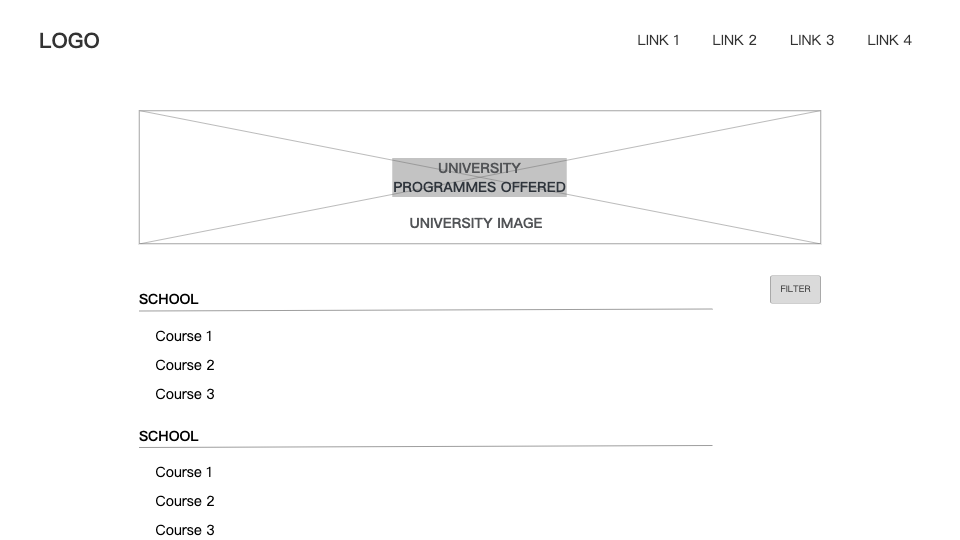 LOGO
LINK 1
LINK 2
LINK 3
LINK 4
UNIVERSITY
PROGRAMMES OFFERED
UNIVERSITY IMAGE
FILTER
SCHOOL
Course 1
Course 2
Course 3
SCHOOL
Course 1
Course 2
Course 3